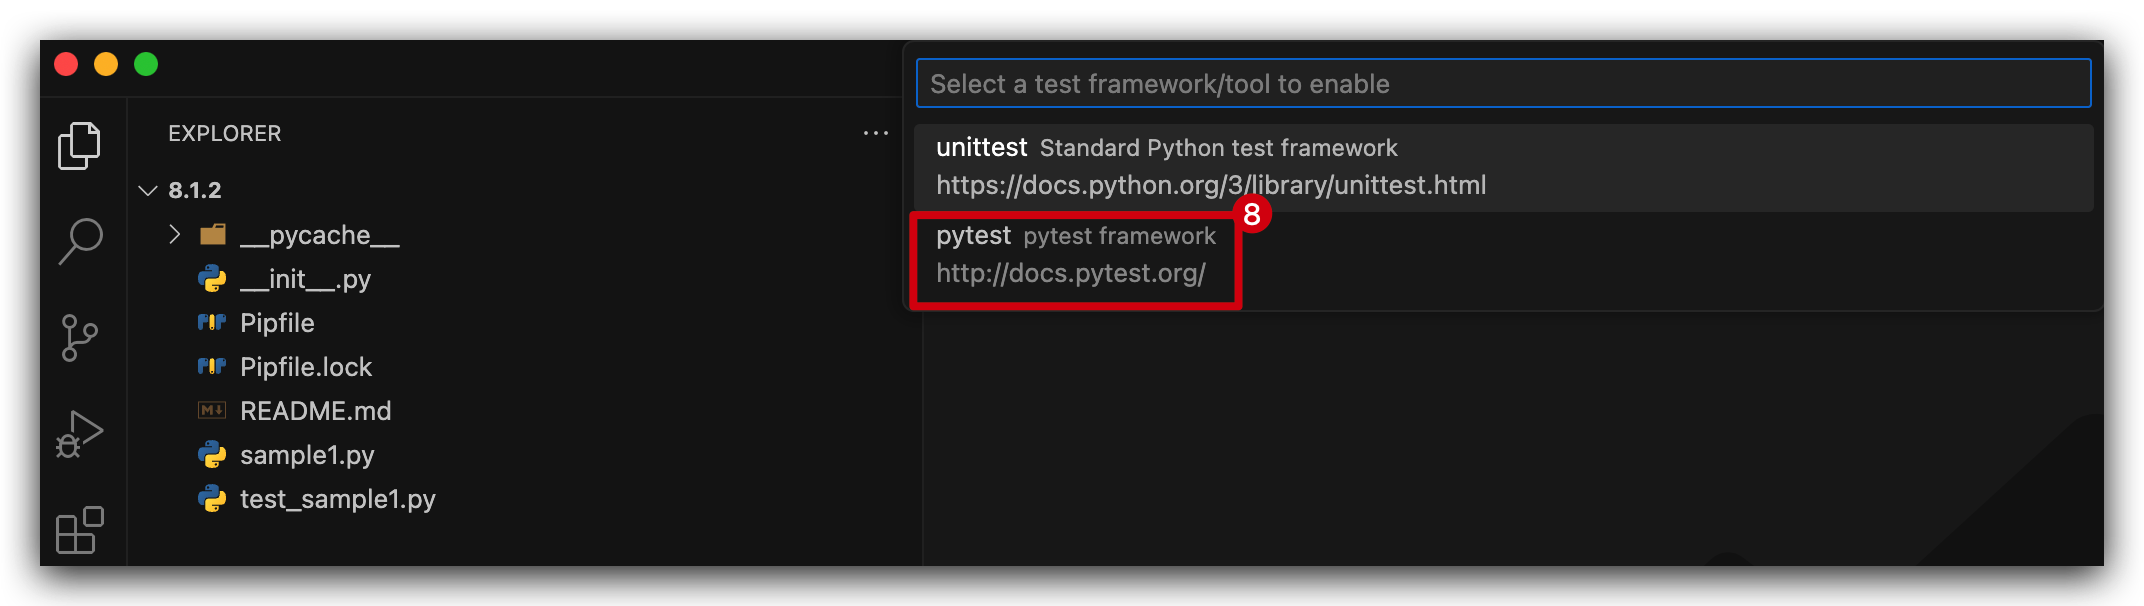 Select a test framework/tool to enable
EXPLORER ...
unittest Standard Python test framework
https://docs.python.org/3/library/unittest.html
8
pytest pytest framework
http://docs.pytest.org/
8.1.2
__pycache__
__init__.py
Pipfile
Pipfile.lock
M README.md
sample1.py
test_sample1.py